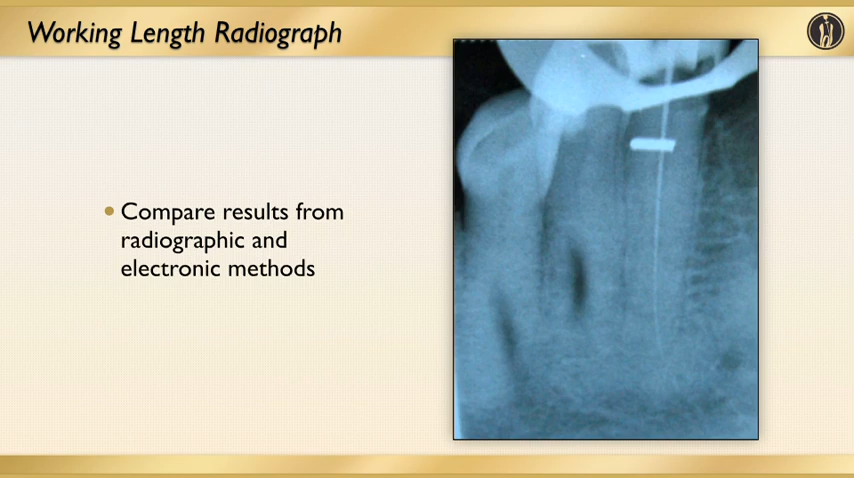 Working Length Radiograph
Compare results from
radiographic and
electronic methods